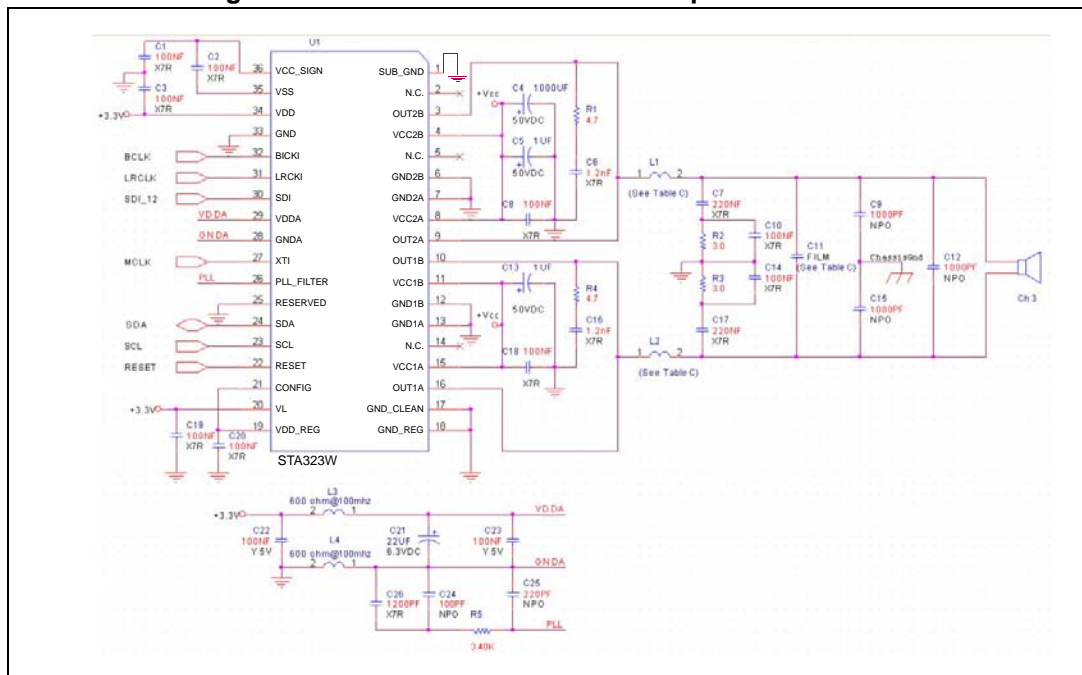 U1
C1
100NF
X7R
C2
100NF
X7R
C3
100NF
X7R
+3.3V
BCLK
LRCLK
SDI_12
VDDA
GNDA
MCLK
PLL
SDA
SCL
RESET
+3.3V
C19
100NF
X7R
C20
100NF
X7R
36 VCC_SIGN
35 VSS
34 VDD
33 GND
32 BICKI
31 LRCKI
30 SDI
29 VDDA
28 GNDA
27 XTI
26 PLL_FILTER
25 RESERVED
24 SDA
23 SCL
22 RESET
21 CONFIG
20 VL
19 VDD_REG
SUB_GND 1
N.C. 2
OUT2B 3
VCC2B 4
N.C. 5
GND2B 6
GND2A 7
VCC2A 8
OUT2A 9
OUT1B 10
VCC1B 11
GND1B 12
GND1A 13
N.C. 14
VCC1A 15
OUT1A 16
GND_CLEAN 17
GND_REG 18
STA323W
+Vcc
C4 1000UF
50VDC
C5 1UF
50VDC
100NF
X7R
R1
4.7
C6
1.2nF
X7R
C13 1UF
50VDC
+Vcc
C18 100NF
X7R
R4
4.7
C16
1.2nF
X7R
L1
1 2
(See Table C)
L2
1 2
(See Table C)
C7
220NF
X7R
R2
3.0
R3
3.0
C17
220NF
X7R
C10
100NF
X7R
C14
100NF
X7R
C11
FILM
(See Table C)
C9
1000PF
NPO
ChassisGnd
C15
1000PF
NPO
C12
1000PF
NPO
Ch3
L3
600 ohm@100mhz
2 1
+3.3V
VDDA
C22
100NF
Y5V
L4
600 ohm@100mhz
2 1
C21
22UF
6.3VDC
C23
100NF
Y5V
GNDA
C26
1200PF
X7R
C24
100PF
NPO
C25
220PF
NPO
R5
3.40K
PLL